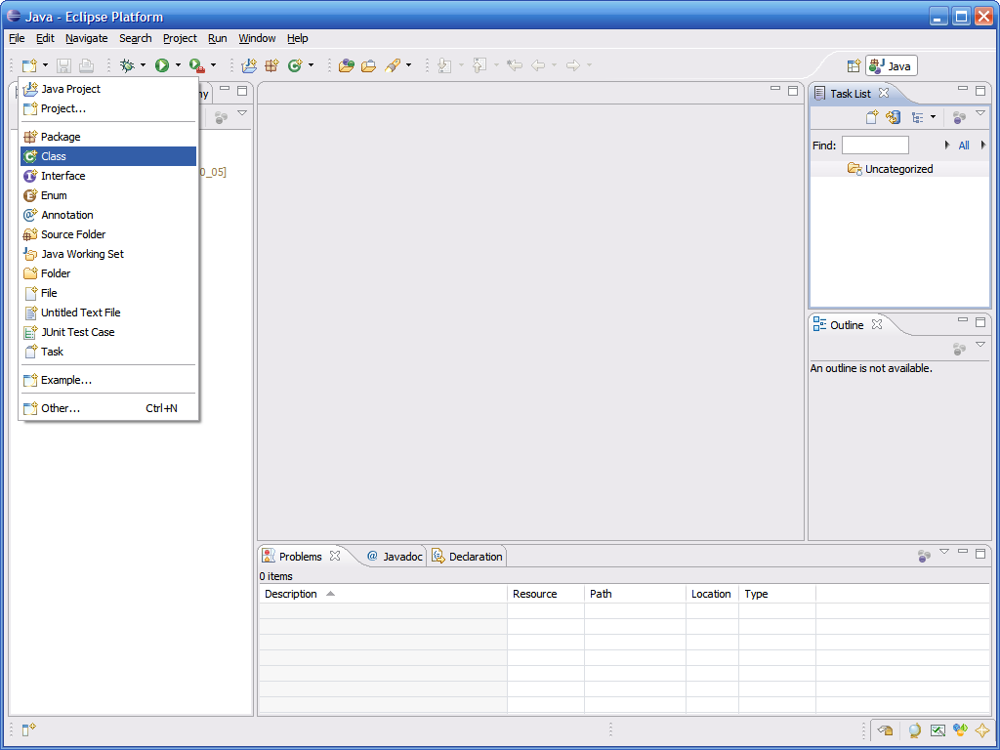 Java - Eclipse Platform
File Edit Navigate Search Project Run Window Help
Java
Java Project
Project...
Package
Class
Interface
Enum
Annotation
Source Folder
Java Working Set
Folder
File
Untitled Text File
JUnit Test Case
Task
Example...
Other... Ctrl+N
0_05]
Task List
Find: All
Uncategorized
Outline
An outline is not available.
Problems @ Javadoc Declaration
0 items
Description Resource Path Location Type